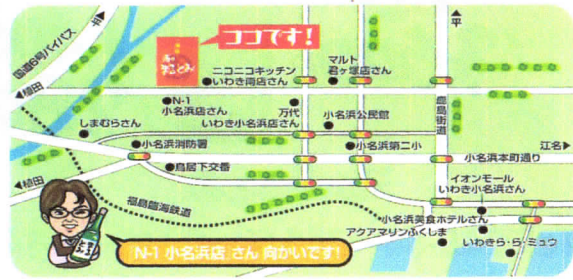 ココです!
国道6号バイパス
▲平
◀植田
ニコニコキッチン
いわき南店さん
マルト
君ヶ塚店さん
●N-1
小名浜店さん
万代
いわき小名浜店さん
しまむらさん
小名浜公民館
鹿島街道
小名浜消防署
小名浜第二小
江名▶
小名浜本町通り
鳥居下交番
◀植田
イオンモール
いわき小名浜さん
福島臨海鉄道
小名浜美食ホテルさん
アクアマリンふくしま
いわきら・ら・ミュウ
「N-1 小名浜店」さん 向かいです!